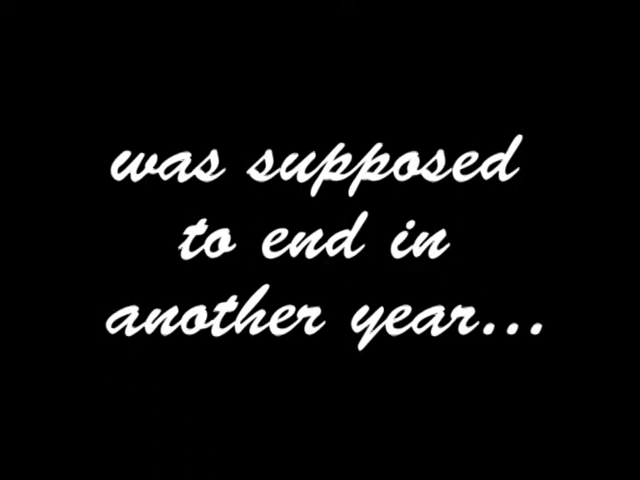 was supposed
to end in
another year...